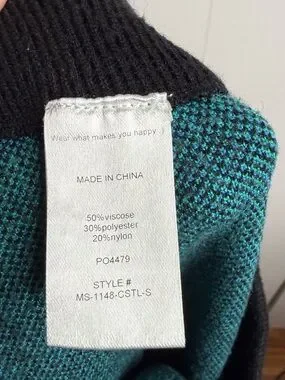 Wear what makes you happy :)
MADE IN CHINA
50%viscose
30%polyester
20%nylon
PO4479
STYLE #
MS-1148-CSTL-S